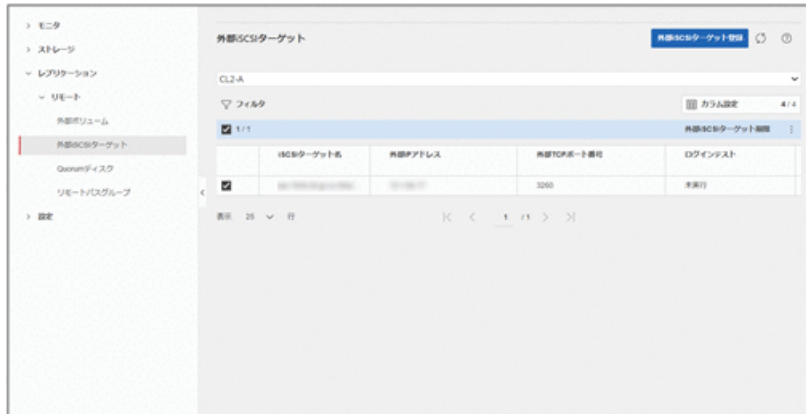 モニタ
ストレージ
レプリケーション
リモート
外部ボリューム
外部iSCSIターゲット
Quorumディスク
リモートパスグループ
設定
外部iSCSIターゲット
外部iSCSIターゲット登録
CL2-A
フィルタ
カラム設定 4 / 4
1 / 1 外部iSCSIターゲット削除
iSCSIターゲット名 外部IPアドレス 外部TCPポート番号 ログインテスト
3260 未実行
表示 25 行 1 / 1